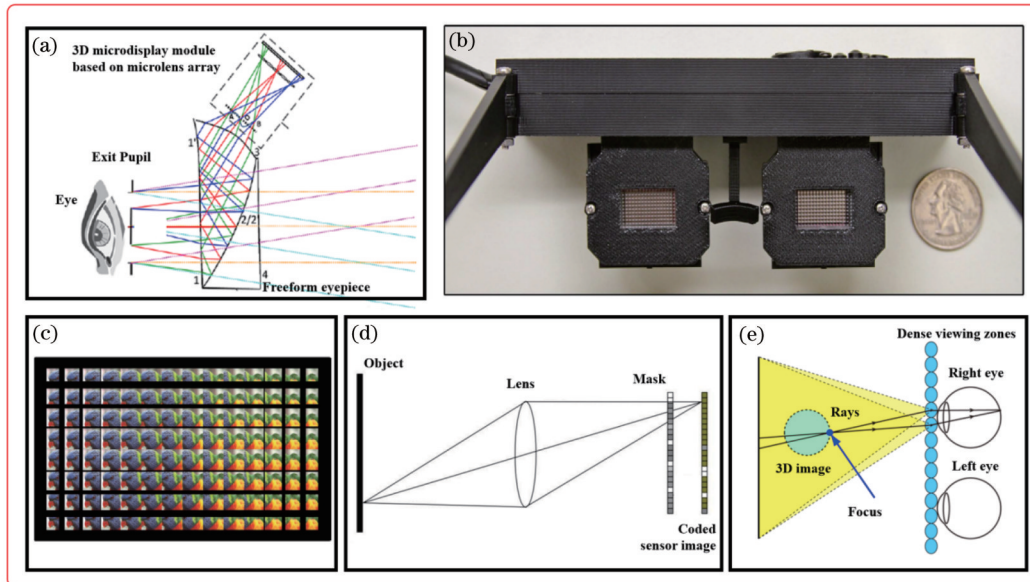 (a)
3D microdisplay module
based on microlens array
A
B
1'
3
Exit Pupil
Eye
2/2'
1
4
Freeform eyepiece
(b)
(c)
(d)
Object
Lens
Mask
Coded
sensor image
(e)
Dense viewing zones
Right eye
Rays
3D image
Left eye
Focus